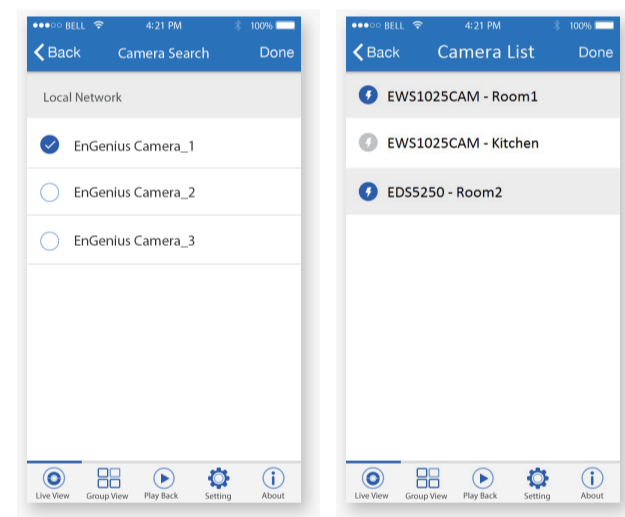 BELL 4:21 PM 100%
Back Camera Search Done
Local Network
EnGenius Camera_1
EnGenius Camera_2
EnGenius Camera_3
Live View Group View Play Back Setting About
BELL 4:21 PM 100%
Back Camera List Done
EWS1025CAM - Room1
EWS1025CAM - Kitchen
EDS5250 - Room2
Live View Group View Play Back Setting About